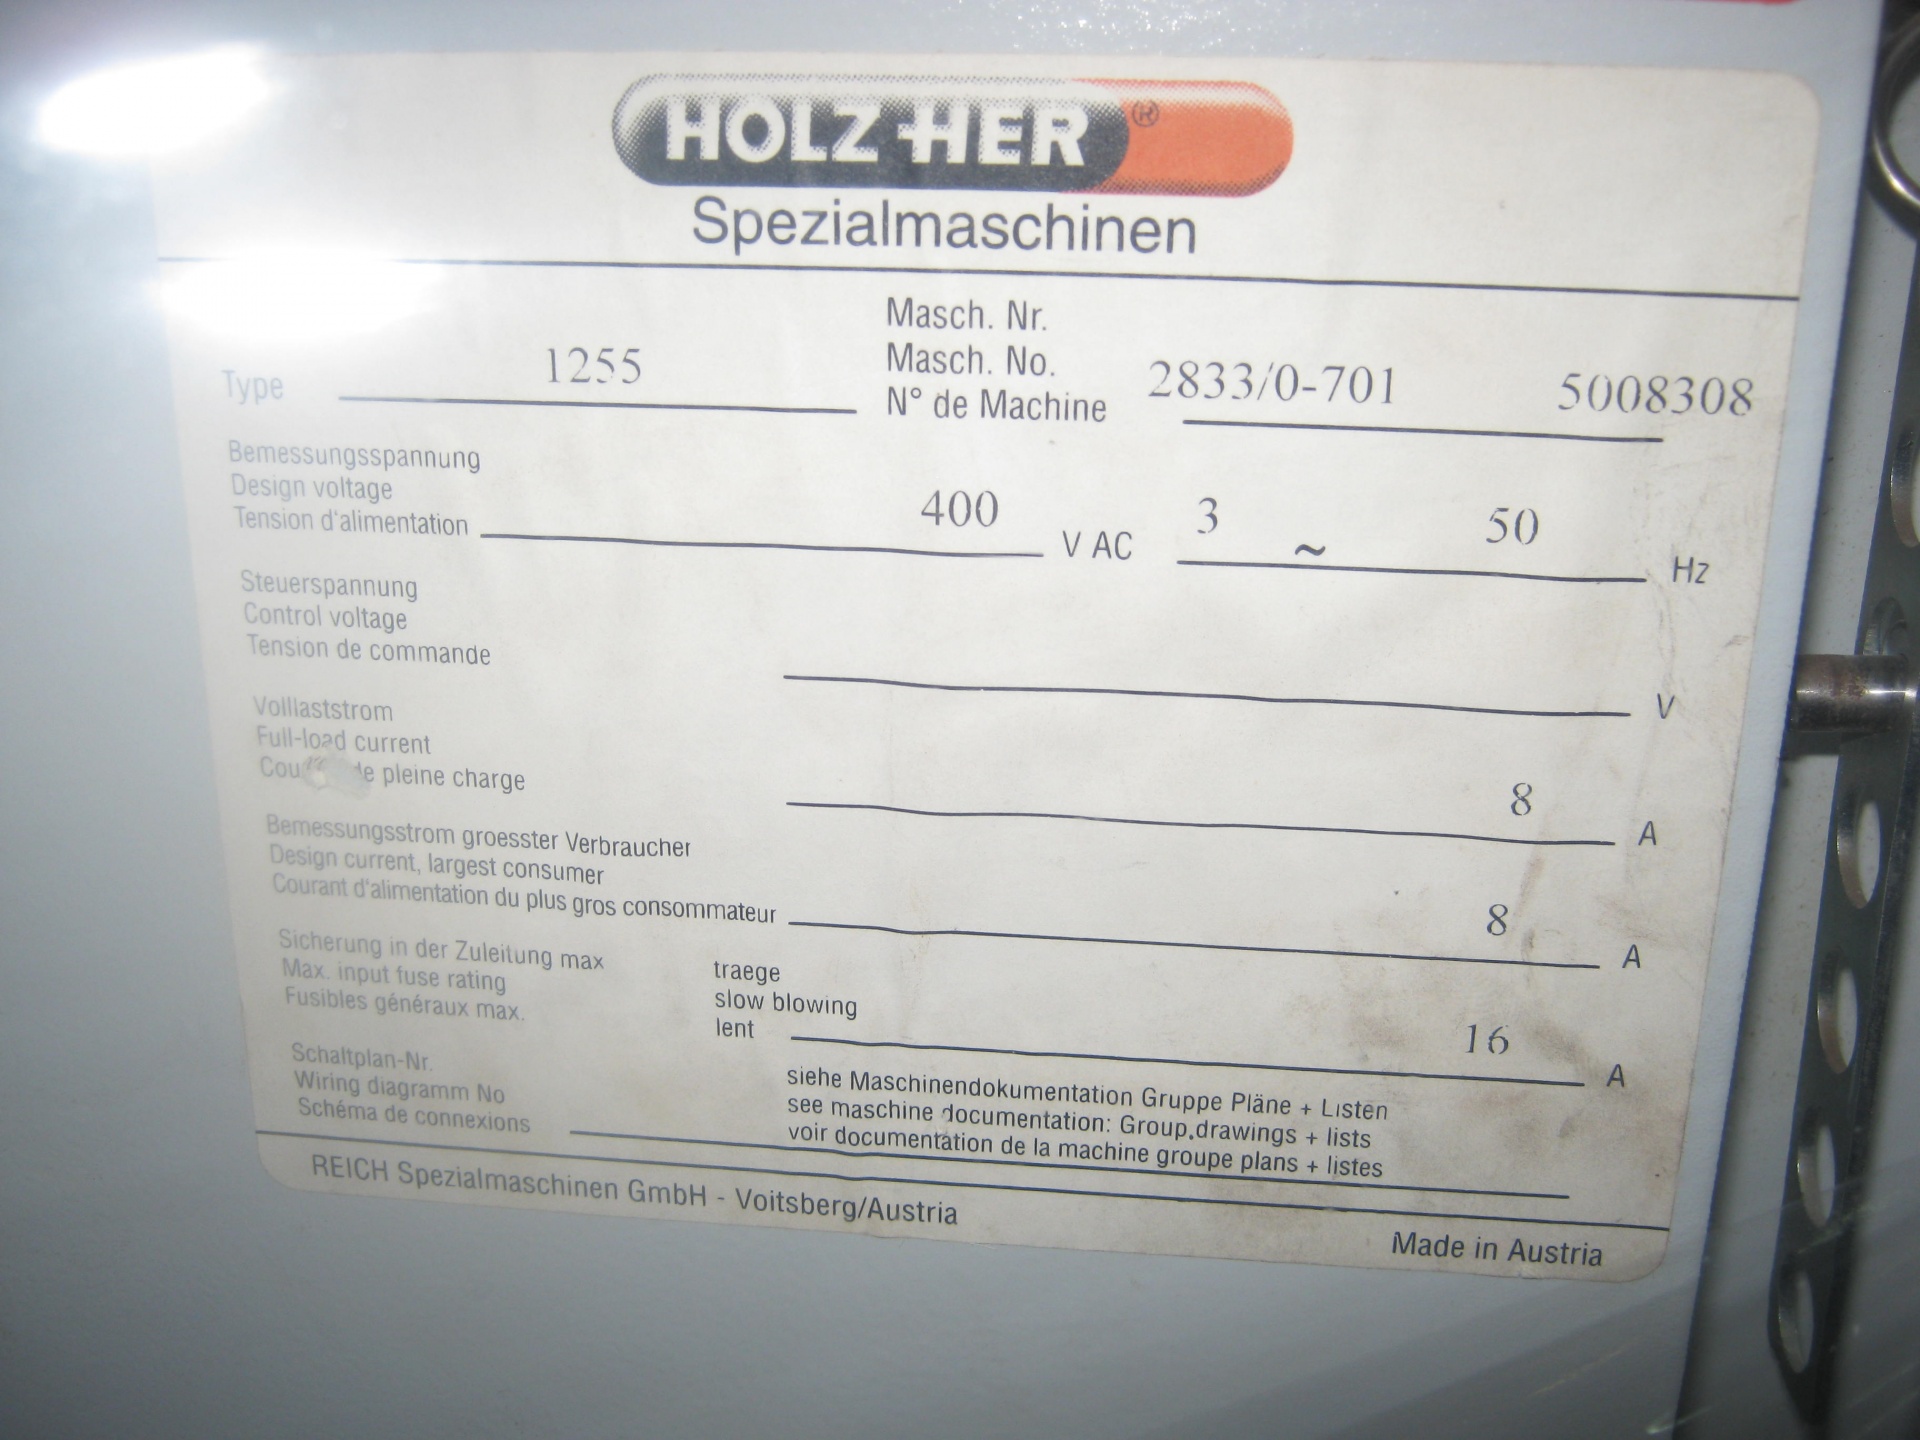 HOLZ-HER ®
Spezialmaschinen
Type 1255
Masch. Nr.
Masch. No.
N° de Machine 2833/0-701 5008308
Bemessungsspannung
Design voltage
Tension d'alimentation 400 V AC 3 ~ 50 Hz
Steuerspannung
Control voltage
Tension de commande V
Volllaststrom
Full-load current
pleine charge 8 A
Bemessungsstrom groesster Verbraucher
Design current, largest consumer
Courant d'alimentation du plus gros consommateur 8 A
Sicherung in der Zuleitung max traege
Max. input fuse rating slow blowing
Fusibles généraux max. lent 16 A
Schaltplan-Nr. siehe Maschinendokumentation Gruppe Pläne + Listen
Wiring diagramm No see maschine documentation: Group.drawings + lists
Schéma de connexions voir documentation de la machine groupe plans + listes
REICH Spezialmaschinen GmbH - Voitsberg/Austria
Made in Austria